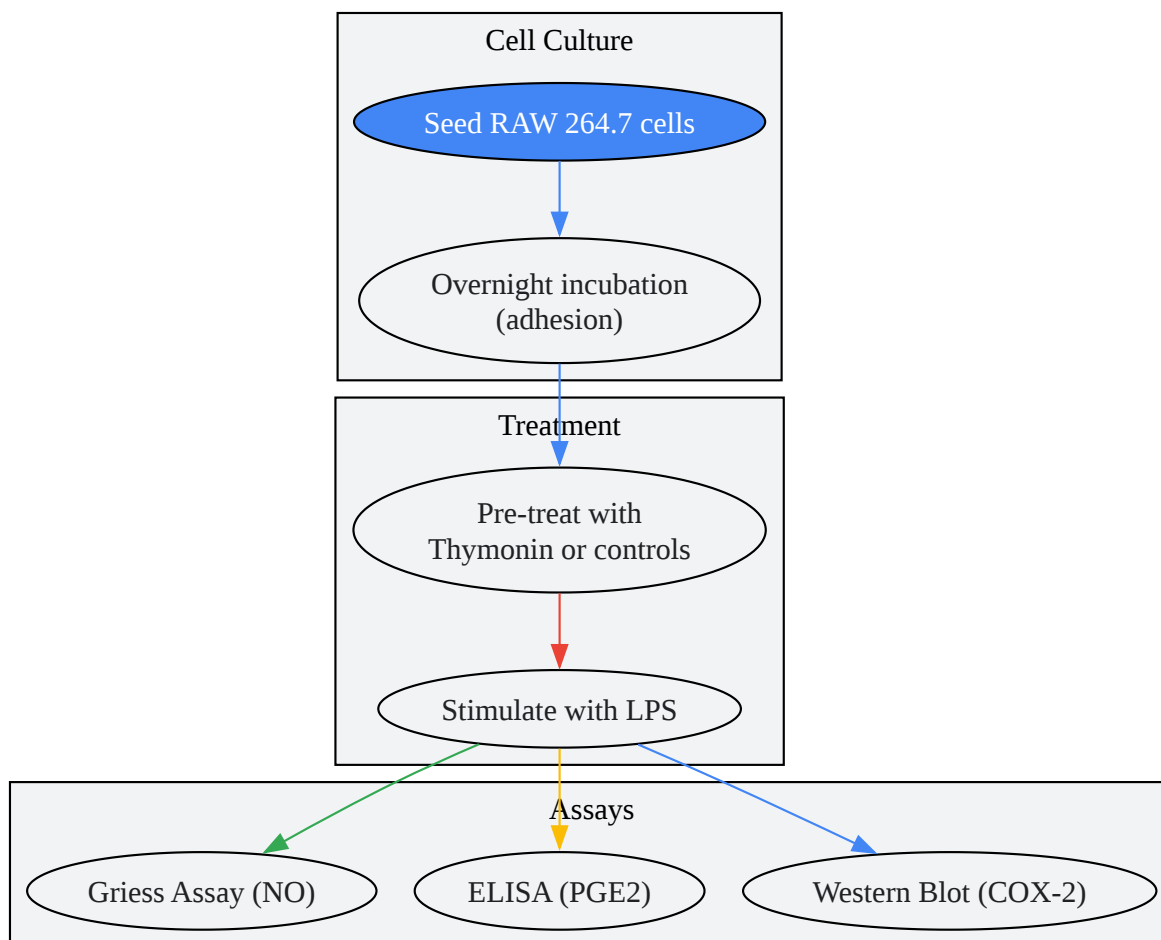 Cell Culture
Seed RAW 264.7 cells
Overnight incubation
(adhesion)
Treatment
Pre-treat with
Thymonin or controls
Stimulate with LPS
Assays
Griess Assay (NO)
ELISA (PGE2)
Western Blot (COX-2)